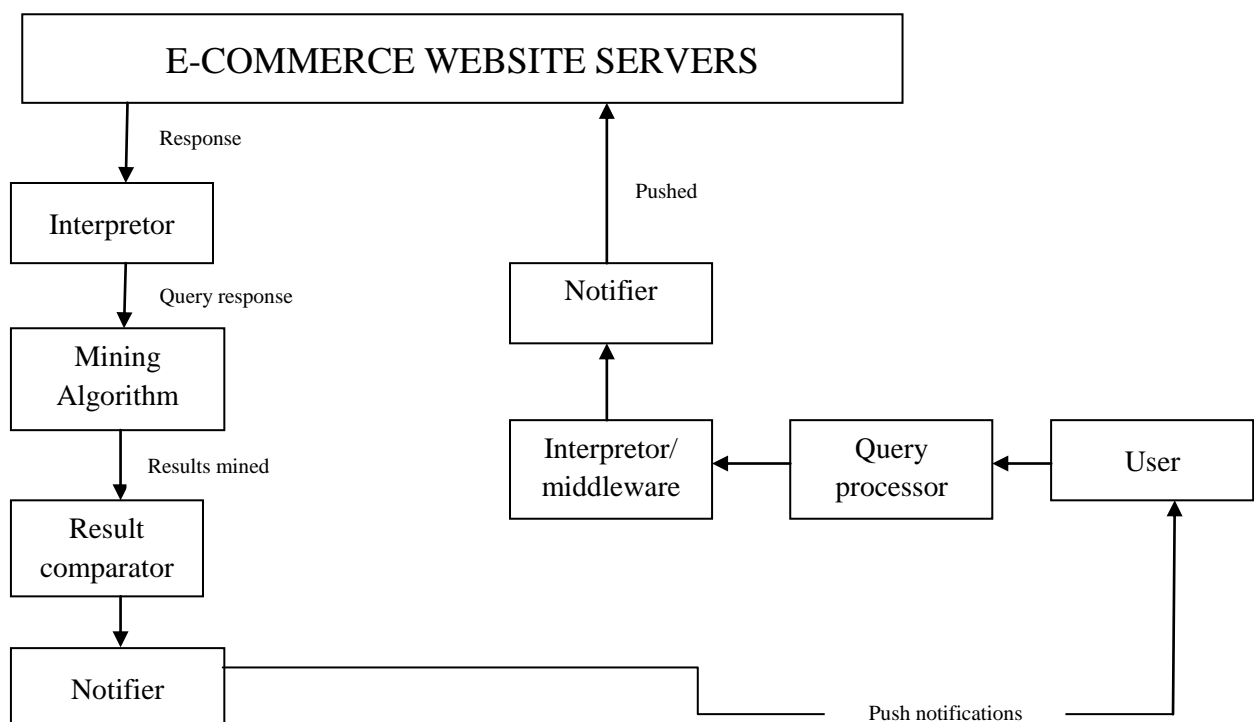 E-COMMERCE WEBSITE SERVERS
Response
Interpretor
Query response
Mining
Algorithm
Results mined
Result
comparator
Notifier
Pushed
Notifier
Interpretor/
middleware
Query
processor
User
Push notifications